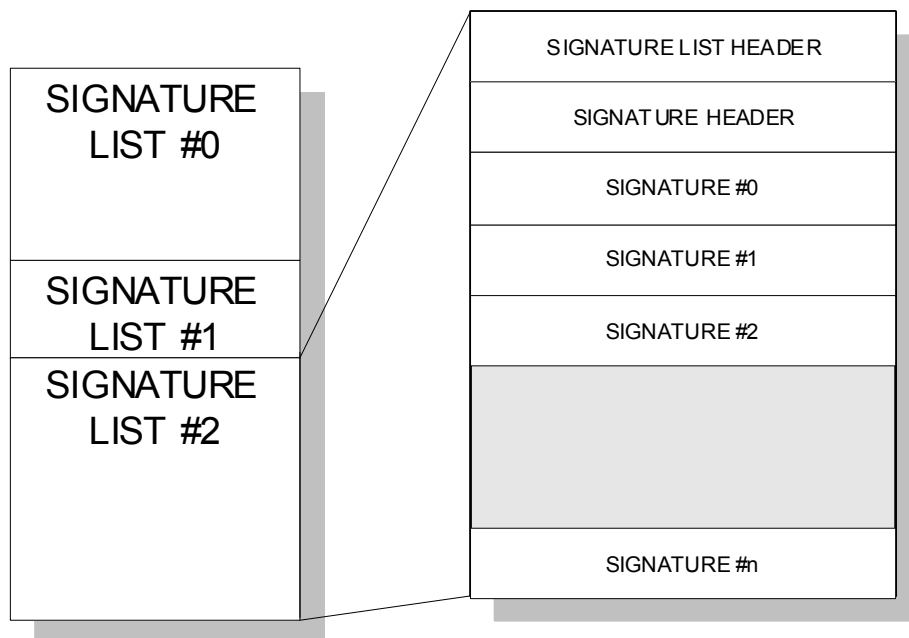 SIGNATURE
LIST #0
SIGNATURE
LIST #1
SIGNATURE
LIST #2
SIGNATURE LIST HEADER
SIGNATURE HEADER
SIGNATURE #0
SIGNATURE #1
SIGNATURE #2
SIGNATURE #n